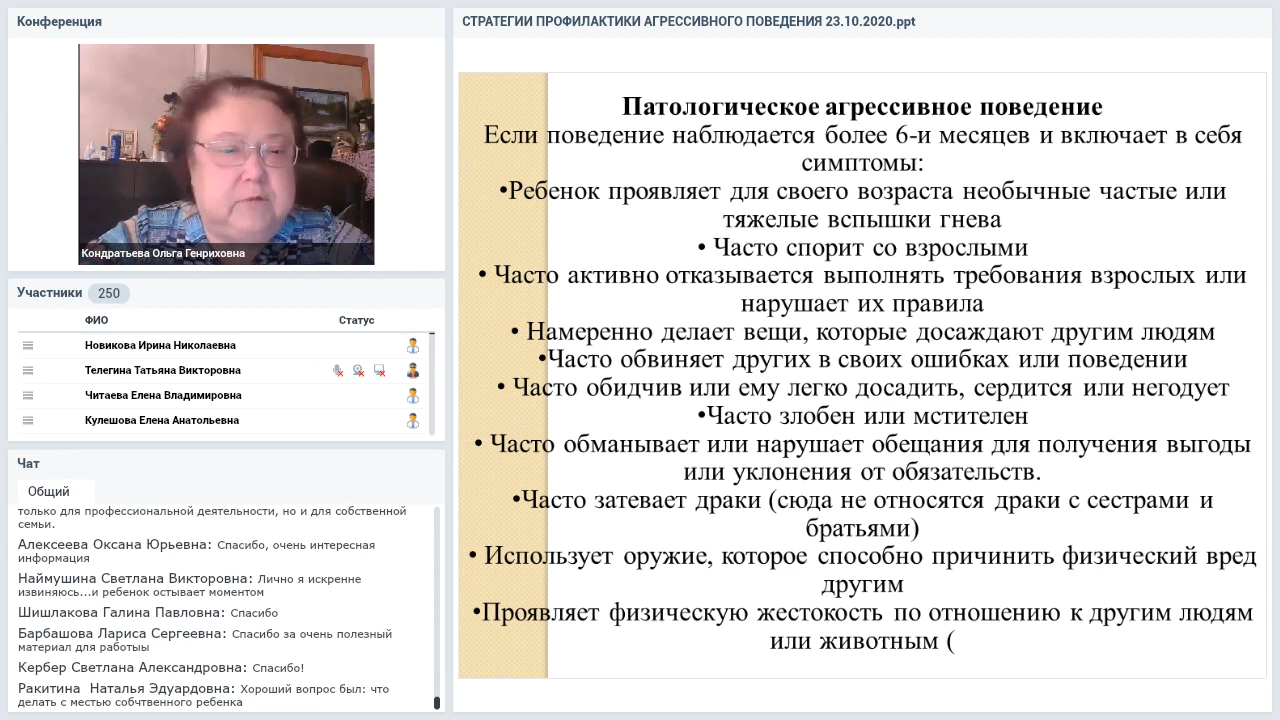 Конференция
Кондратьева Ольга Генриховна
Участники 250
ФИО Статус
Новикова Ирина Николаевна
Телегина Татьяна Викторовна
Читаева Елена Владимировна
Кулешова Елена Анатольевна
Чат
Общий
только для профессиональной деятельности, но и для собственной
семьи.
Алексеева Оксана Юрьевна: Спасибо, очень интересная
информация
Наймушина Светлана Викторовна: Лично я искренне
извиняюсь...и ребенок остывает моментом
Шишлакова Галина Павловна: Спасибо
Барбашова Лариса Сергеевна: Спасибо за очень полезный
материал для работыы
Кербер Светлана Александровна: Спасибо!
Ракитина Наталья Эдуардовна: Хороший вопрос был: что
делать с местью собчтвенного ребенка
СТРАТЕГИИ ПРОФИЛАКТИКИ АГРЕССИВНОГО ПОВЕДЕНИЯ 23.10.2020.ppt
Патологическое агрессивное поведение
Если поведение наблюдается более 6-и месяцев и включает в себя
симптомы:
•Ребенок проявляет для своего возраста необычные частые или
тяжелые вспышки гнева
• Часто спорит со взрослыми
• Часто активно отказывается выполнять требования взрослых или
нарушает их правила
• Намеренно делает вещи, которые досаждают другим людям
•Часто обвиняет других в своих ошибках или поведении
• Часто обидчив или ему легко досадить, сердится или негодует
•Часто злобен или мстителен
• Часто обманывает или нарушает обещания для получения выгоды
или уклонения от обязательств.
•Часто затевает драки (сюда не относятся драки с сестрами и
братьями)
• Использует оружие, которое способно причинить физический вред
другим
•Проявляет физическую жестокость по отношению к другим людям
или животным (